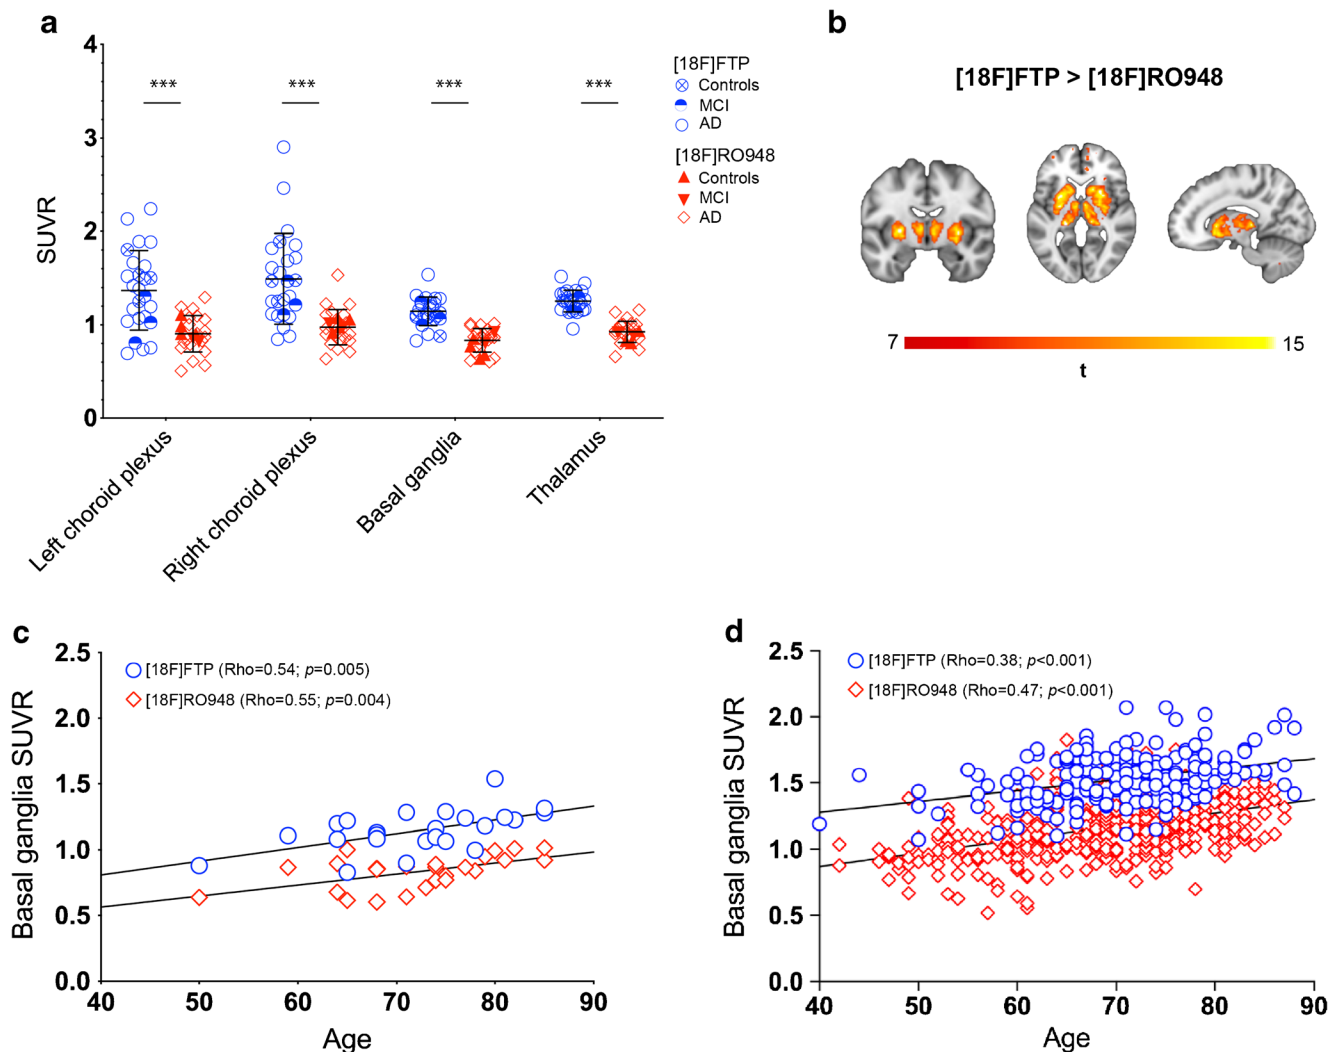 a
4
3
2
1
0
SUVR
***
***
***
***
[18F]FTP
Controls
MCI
AD
[18F]RO948
Controls
MCI
AD
Left choroid plexus
Right choroid plexus
Basal ganglia
Thalamus
b
[18F]FTP > [18F]RO948
7
15
t
c
[18F]FTP (Rho=0.54; p=0.005)
[18F]RO948 (Rho=0.55; p=0.004)
2.5
2.0
1.5
1.0
0.5
0.0
Basal ganglia SUVR
40 50 60 70 80 90
Age
d
[18F]FTP (Rho=0.38; p<0.001)
[18F]RO948 (Rho=0.47; p<0.001)
2.5
2.0
1.5
1.0
0.5
0.0
Basal ganglia SUVR
40 50 60 70 80 90
Age